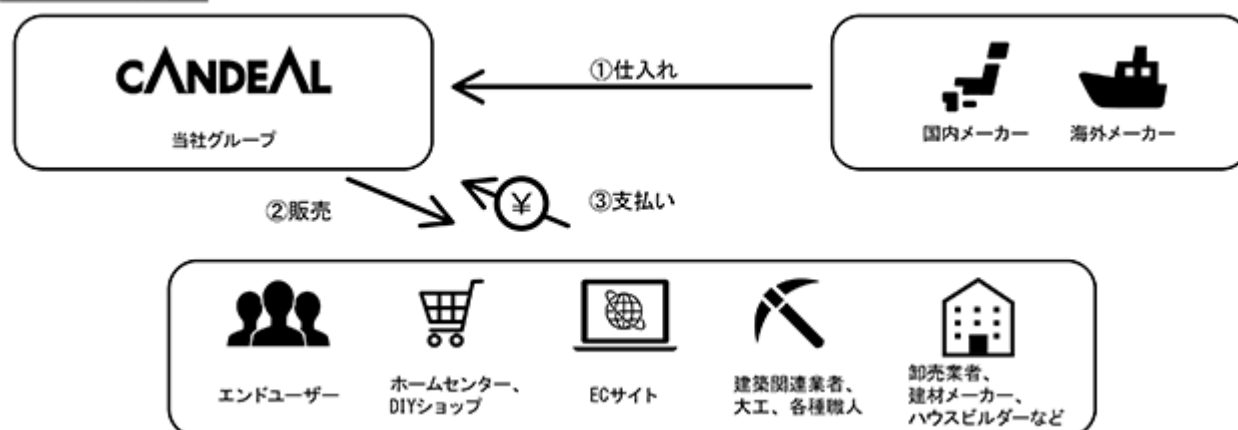 CANDEAL
当社グループ
①仕入れ
国内メーカー
海外メーカー
②販売
¥
③支払い
エンドユーザー
ホームセンター、
DIYショップ
ECサイト
建築関連業者、
大工、各種職人
卸売業者、
建材メーカー、
ハウスビルダーなど